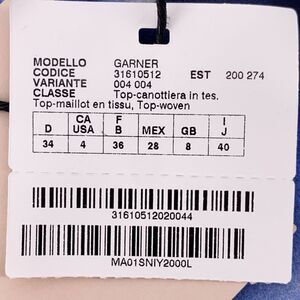 MODELLO GARNER
CODICE 31610512 EST 200 274
VARIANTE 004 004
CLASSE Top-canottiera in tes.
Top-maillot en tissu, Top-woven
D CA USA F B MEX GB I J
34 4 36 28 8 40
31610512020044
MA01SNIY2000L